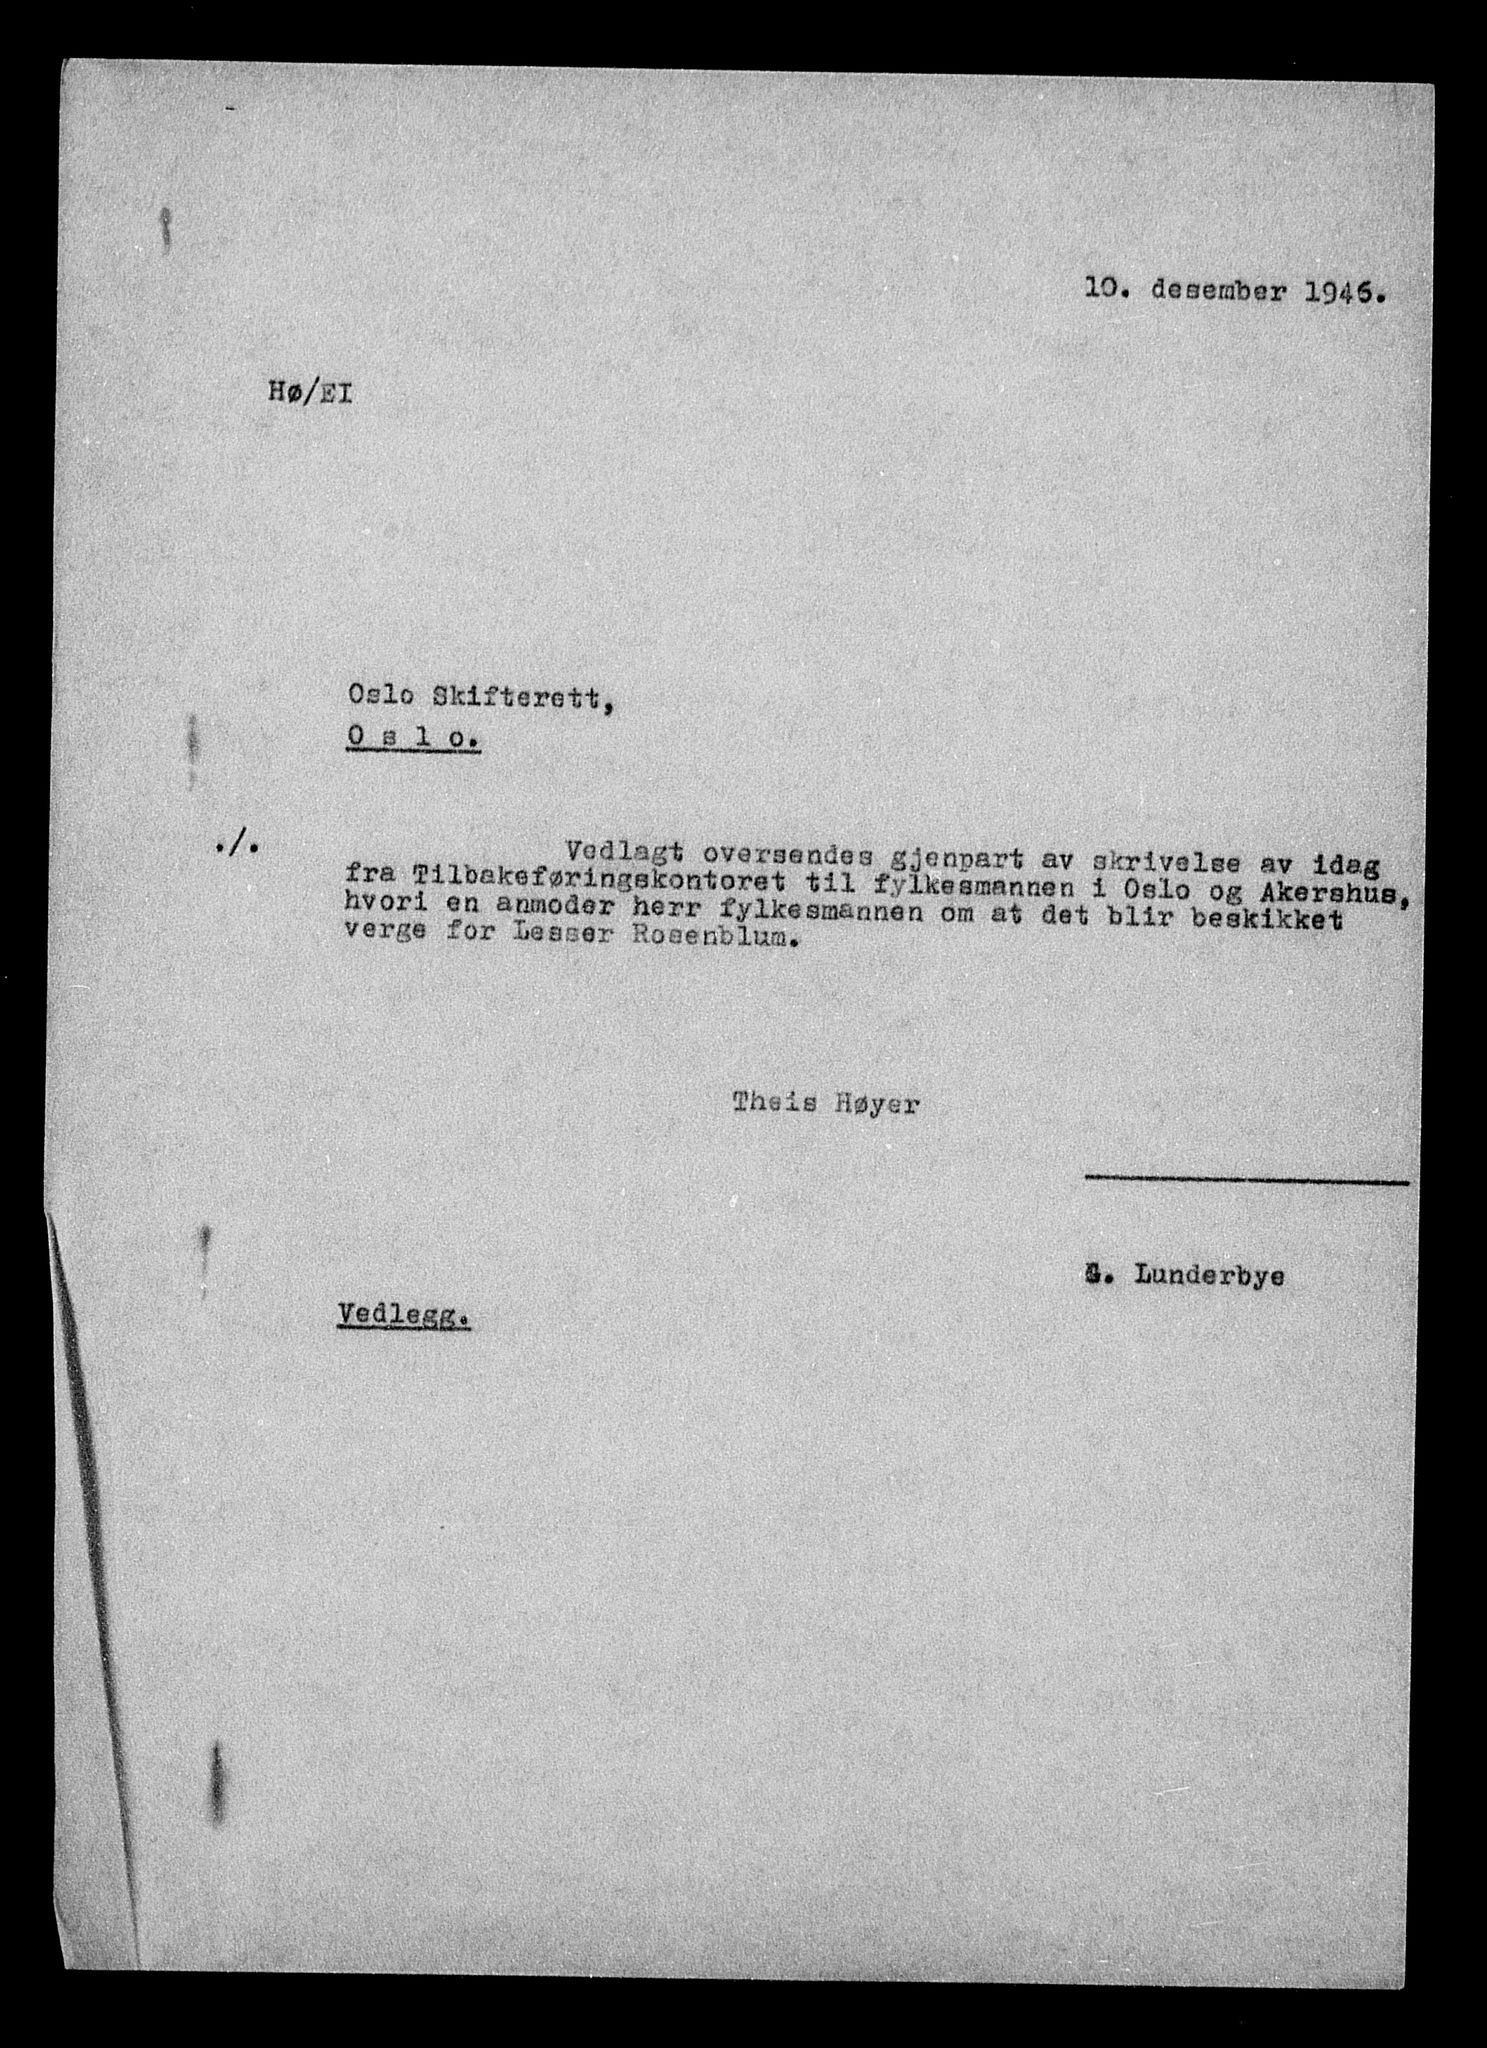 10. desember 1946.
Hø/EI
Oslo Skifterett,
O s l o.
./. Vedlagt oversendes gjenpart av skrivelse av idag
fra Tilbakeføringskontoret til fylkesmannen i Oslo og Akershus,
hvori en anmoder herr fylkesmannen om at det blir beskikket
verge for Lesser Rosenblum.
Theis Høyer
Lunderbye
Vedlegg.